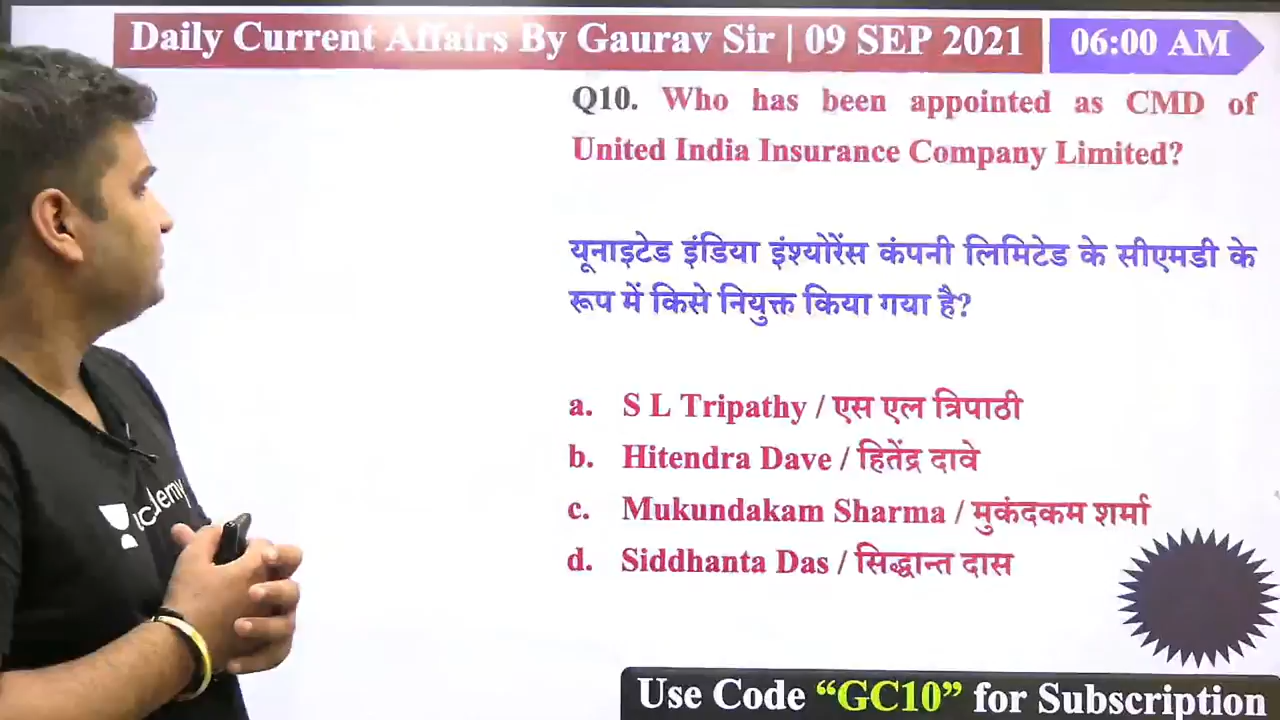 Daily Current Affairs By Gaurav Sir | 09 SEP 2021
06:00 AM
Q10. Who has been appointed as CMD of
United India Insurance Company Limited?
यूनाइटेड इंडिया इंश्योरेंस कंपनी लिमिटेड के सीएमडी के
रूप में किसे नियुक्त किया गया है?
a. S L Tripathy / एस एल त्रिपाठी
b. Hitendra Dave / हितेंद्र दावे
c. Mukundakam Sharma / मुकंदकम शर्मा
d. Siddhanta Das / सिद्धान्त दास
Use Code “GC10” for Subscription